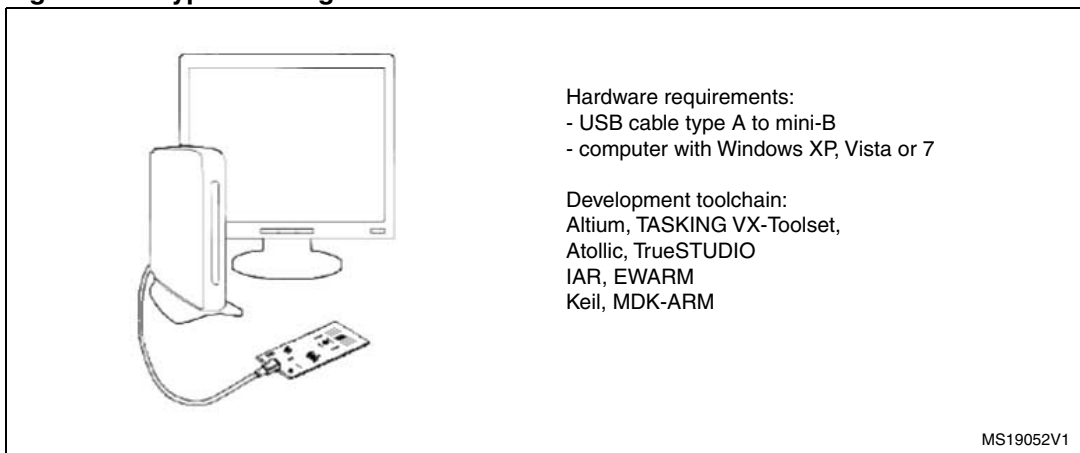 Hardware requirements:
- USB cable type A to mini-B
- computer with Windows XP, Vista or 7
Development toolchain:
Altium, TASKING VX-Toolset,
Atollic, TrueSTUDIO
IAR, EWARM
Keil, MDK-ARM
MS19052V1